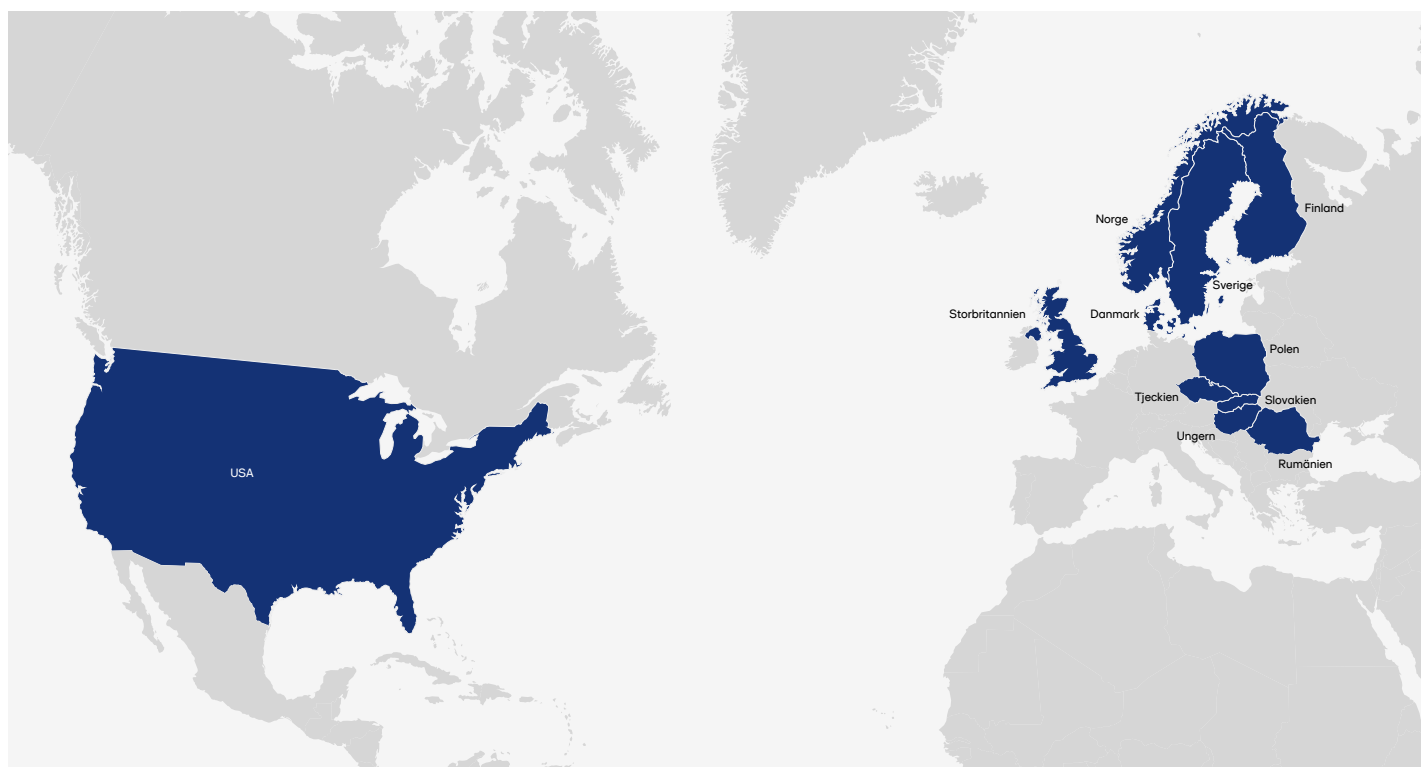 Norge
Finland
Sverige
Storbritannien
Danmark
Polen
Tjeckien
Slovakien
Ungern
Rumänien
USA